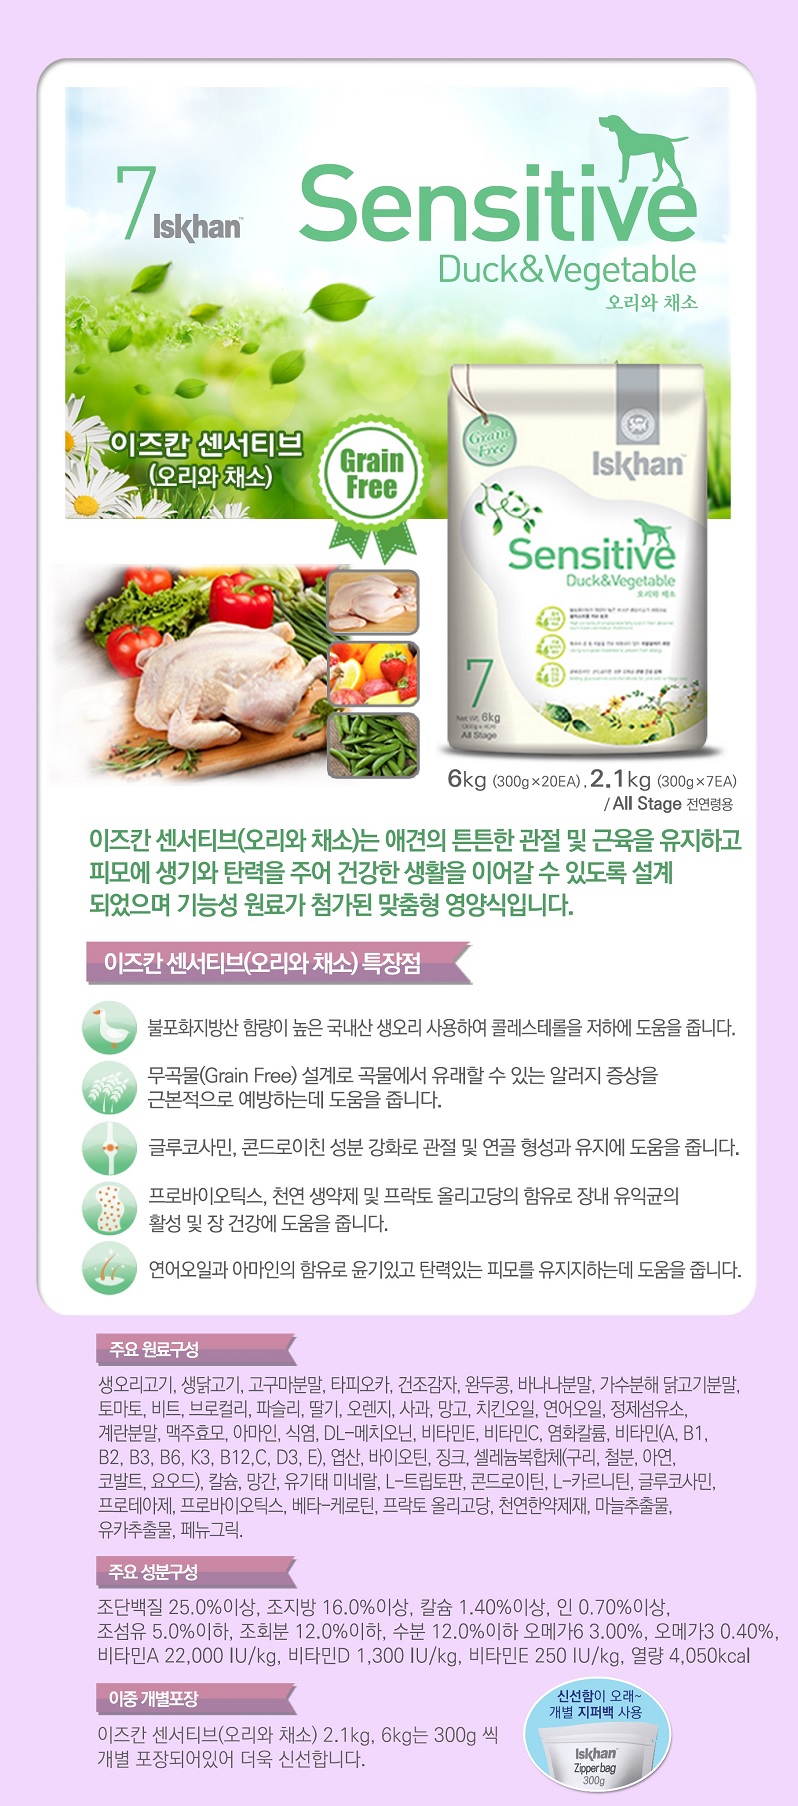 7 Iskhan™
Sensitive
Duck&Vegetable
오리와 채소
이즈칸 센서티브
(오리와 채소)
Grain
Free
Grain
Free
Iskhan
Sensitive
Duck&Vegetable
오리와 채소
7
Net Wt. 6kg
All Stage
6kg (300g×20EA), 2.1kg (300g×7EA)
/ All Stage 전연령용
이즈칸 센서티브(오리와 채소)는 애견의 튼튼한 관절 및 근육을 유지하고
피모에 생기와 탄력을 주어 건강한 생활을 이어갈 수 있도록 설계
되었으며 기능성 원료가 첨가된 맞춤형 영양식입니다.
이즈칸 센서티브(오리와 채소) 특장점
불포화지방산 함량이 높은 국내산 생오리 사용하여 콜레스테롤을 저하에 도움을 줍니다.
무곡물(Grain Free) 설계로 곡물에서 유래할 수 있는 알러지 증상을
근본적으로 예방하는데 도움을 줍니다.
글루코사민, 콘드로이친 성분 강화로 관절 및 연골 형성과 유지에 도움을 줍니다.
프로바이오틱스, 천연 생약제 및 프락토 올리고당의 함유로 장내 유익균의
활성 및 장 건강에 도움을 줍니다.
연어오일과 아마인의 함유로 윤기있고 탄력있는 피모를 유지지하는데 도움을 줍니다.
주요 원료구성
생오리고기, 생닭고기, 고구마분말, 타피오카, 건조감자, 완두콩, 바나나분말, 가수분해 닭고기분말,
토마토, 비트, 브로컬리, 파슬리, 딸기, 오렌지, 사과, 망고, 치킨오일, 연어오일, 정제섬유소,
계란분말, 맥주효모, 아마인, 식염, DL-메치오닌, 비타민E, 비타민C, 염화칼륨, 비타민(A, B1,
B2, B3, B6, K3, B12,C, D3, E), 엽산, 바이오틴, 징크, 셀레늄복합체(구리, 철분, 아연,
코발트, 요오드), 칼슘, 망간, 유기태 미네랄, L-트립토판, 콘드로이틴, L-카르니틴, 글루코사민,
프로테아제, 프로바이오틱스, 베타-케로틴, 프락토 올리고당, 천연한약제재, 마늘추출물,
유카추출물, 페뉴그릭.
주요 성분구성
조단백질 25.0%이상, 조지방 16.0%이상, 칼슘 1.40%이상, 인 0.70%이상,
조섬유 5.0%이하, 조회분 12.0%이하, 수분 12.0%이하 오메가6 3.00%, 오메가3 0.40%,
비타민A 22,000 IU/kg, 비타민D 1,300 IU/kg, 비타민E 250 IU/kg, 열량 4,050kcal
이중 개별포장
이즈칸 센서티브(오리와 채소) 2.1kg, 6kg는 300g 씩
개별 포장되어있어 더욱 신선합니다.
신선함이 오래~
개별 지퍼백 사용
Iskhan
Zipper bag
300g